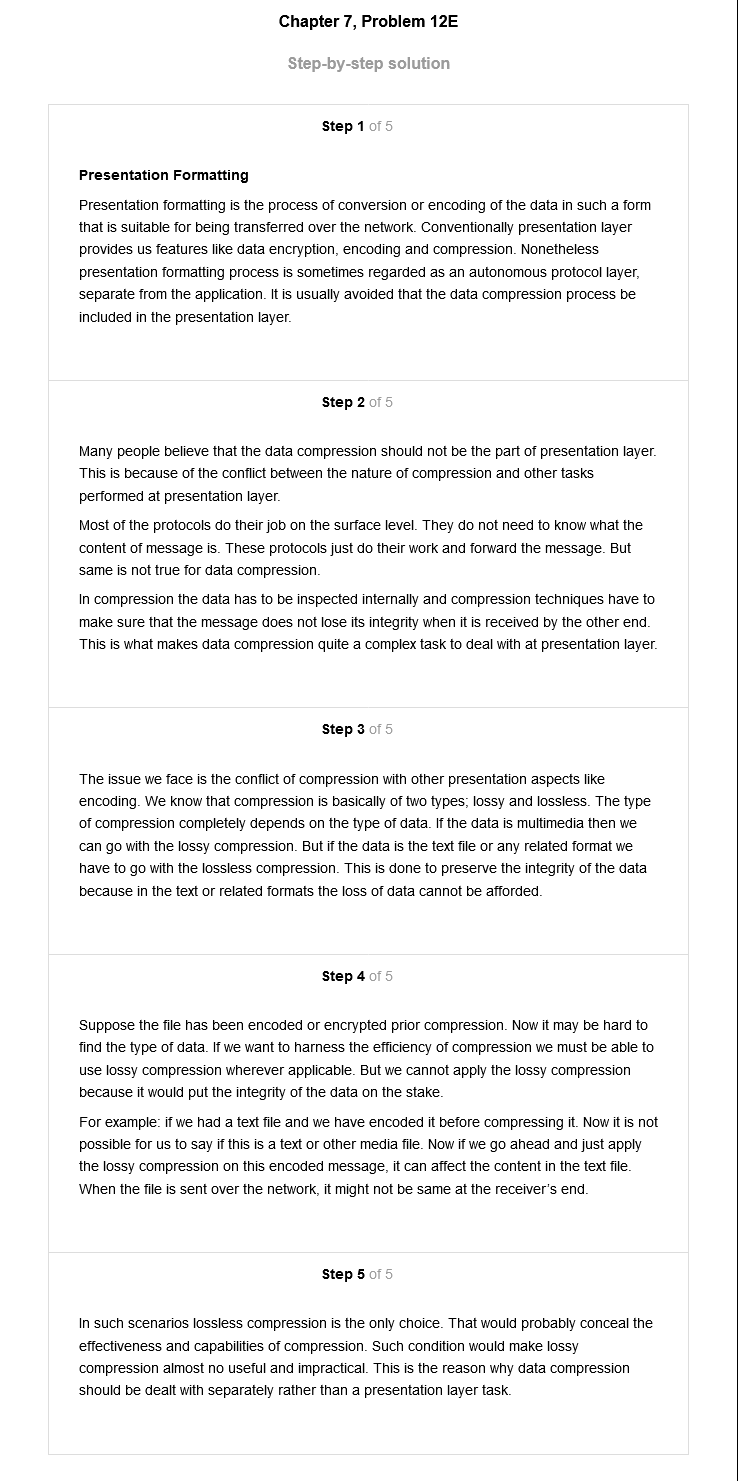 Chapter 7, Problem 12E
Step-by-step solution
Step 1 of 5
Presentation Formatting
Presentation formatting is the process of conversion or encoding of the data in such a form
that is suitable for being transferred over the network. Conventionally presentation layer
provides us features like data encryption, encoding and compression. Nonetheless
presentation formatting process is sometimes regarded as an autonomous protocol layer,
separate from the application. It is usually avoided that the data compression process be
included in the presentation layer.
Step 2 of 5
Many people believe that the data compression should not be the part of presentation layer.
This is because of the conflict between the nature of compression and other tasks
performed at presentation layer.
Most of the protocols do their job on the surface level. They do not need to know what the
content of message is. These protocols just do their work and forward the message. But
same is not true for data compression.
In compression the data has to be inspected internally and compression techniques have to
make sure that the message does not lose its integrity when it is received by the other end.
This is what makes data compression quite a complex task to deal with at presentation layer.
Step 3 of 5
The issue we face is the conflict of compression with other presentation aspects like
encoding. We know that compression is basically of two types; lossy and lossless. The type
of compression completely depends on the type of data. If the data is multimedia then we
can go with the lossy compression. But if the data is the text file or any related format we
have to go with the lossless compression. This is done to preserve the integrity of the data
because in the text or related formats the loss of data cannot be afforded.
Step 4 of 5
Suppose the file has been encoded or encrypted prior compression. Now it may be hard to
find the type of data. If we want to harness the efficiency of compression we must be able to
use lossy compression wherever applicable. But we cannot apply the lossy compression
because it would put the integrity of the data on the stake.
For example: if we had a text file and we have encoded it before compressing it. Now it is not
possible for us to say if this is a text or other media file. Now if we go ahead and just apply
the lossy compression on this encoded message, it can affect the content in the text file.
When the file is sent over the network, it might not be same at the receiver's end.
Step 5 of 5
In such scenarios lossless compression is the only choice. That would probably conceal the
effectiveness and capabilities of compression. Such condition would make lossy
compression almost no useful and impractical. This is the reason why data compression
should be dealt with separately rather than a presentation layer task.